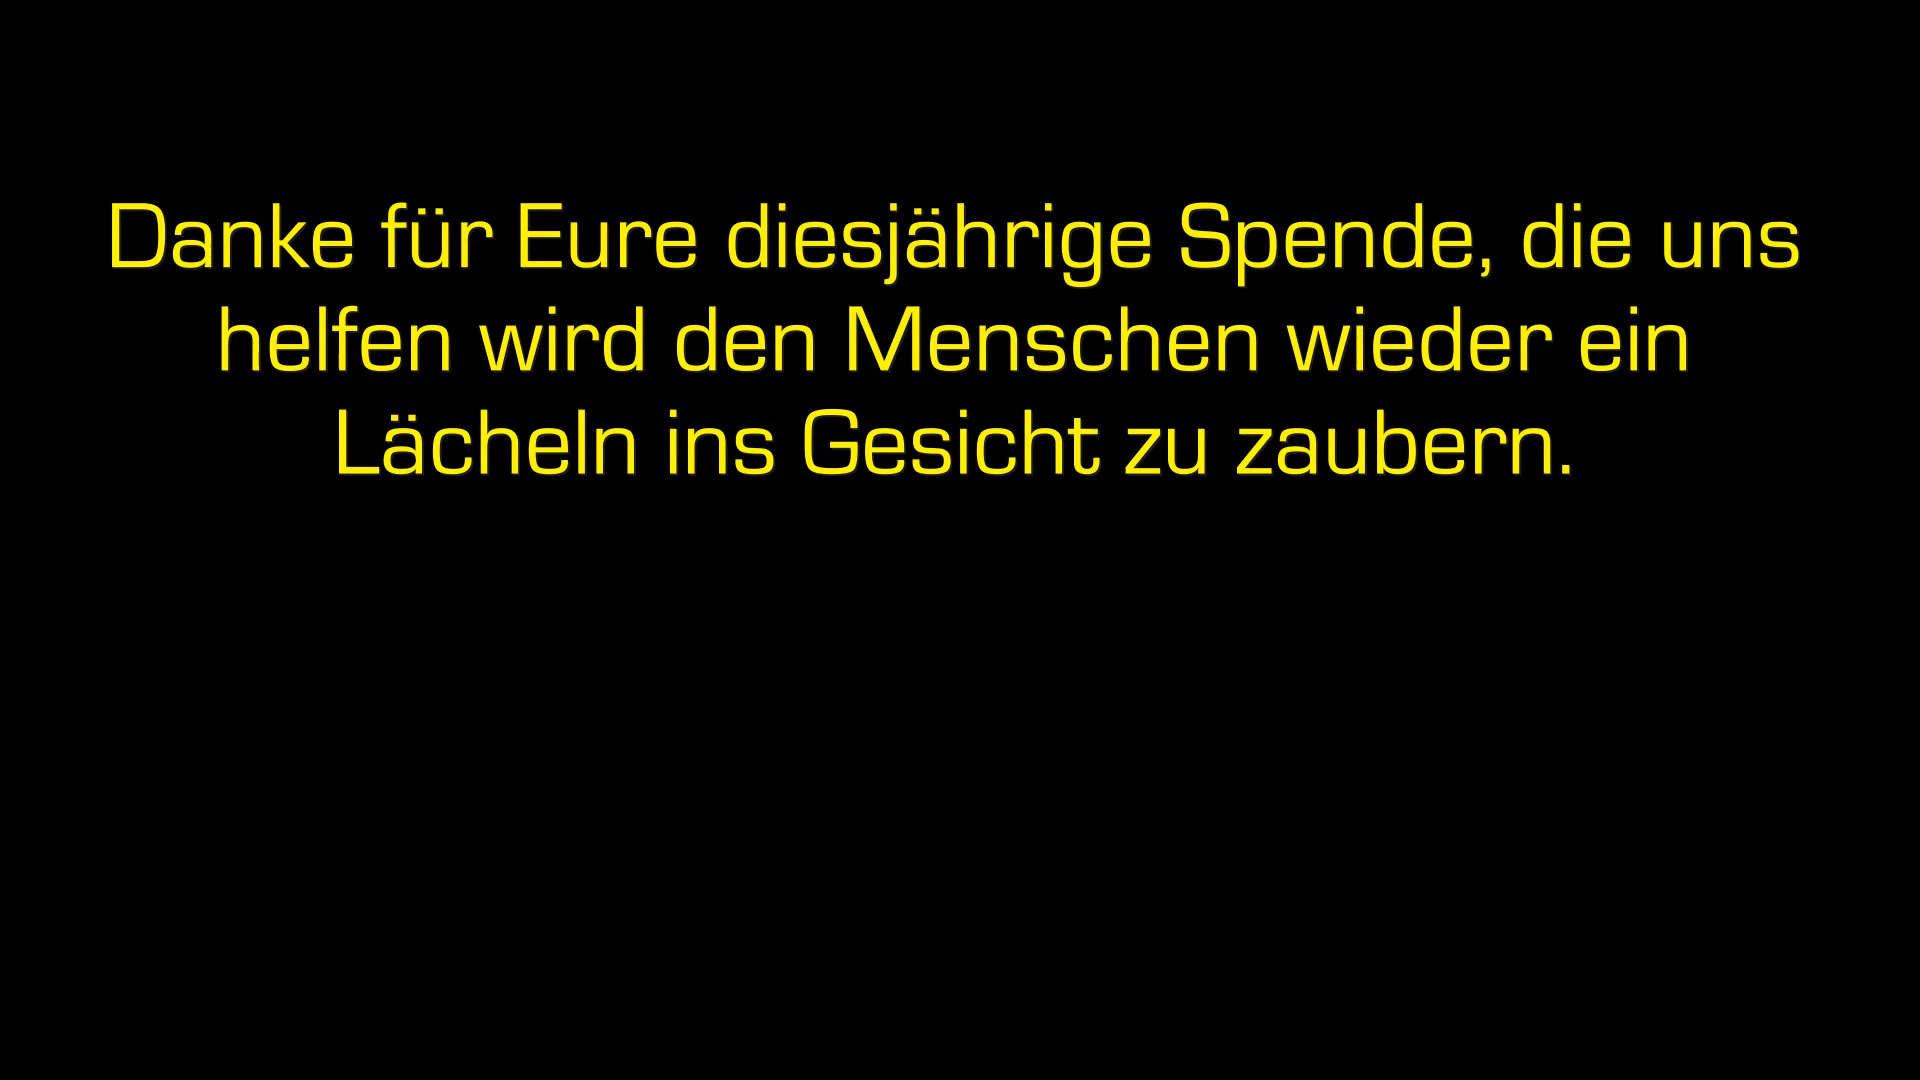 Danke für Eure diesjährige Spende, die uns
helfen wird den Menschen wieder ein
Lächeln ins Gesicht zu zaubern.